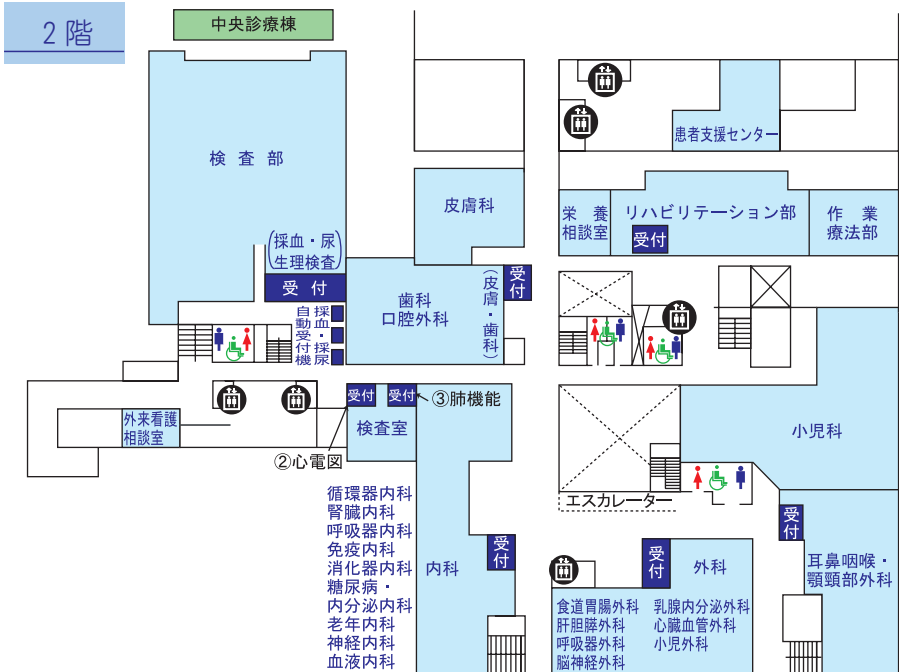 2階
中央診療棟
検査部
(採血・尿
生理検査)
受付
自動受付機
採血・採尿
皮膚科
歯科
口腔外科
受付
(皮膚・歯科)
患者支援センター
栄養
相談室
リハビリテーション部
受付
作業
療法部
外来看護
相談室
受付
受付
③肺機能
検査室
②心電図
小児科
エスカレーター
循環器内科
腎臓内科
呼吸器内科
免疫内科
消化器内科
糖尿病・
内分泌内科
老年内科
神経内科
血液内科
内科
受付
受付
外科
食道胃腸外科
肝胆膵外科
呼吸器外科
脳神経外科
乳腺内分泌外科
心臓血管外科
小児外科
受付
耳鼻咽喉・
顎頸部外科